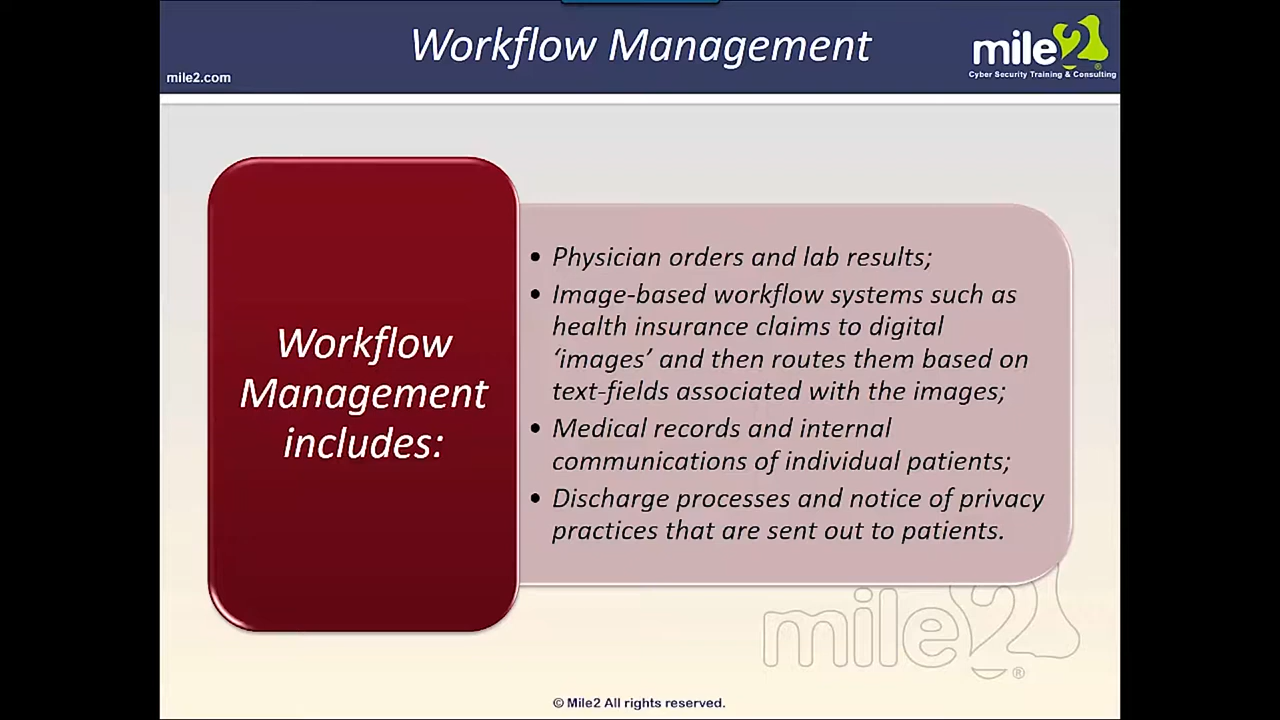 Workflow Management
mile2
®
Cyber Security Training & Consulting
mile2.com
Workflow
Management
includes:
• Physician orders and lab results;
• Image-based workflow systems such as
health insurance claims to digital
‘images’ and then routes them based on
text-fields associated with the images;
• Medical records and internal
communications of individual patients;
• Discharge processes and notice of privacy
practices that are sent out to patients.
mile2
®
© Mile2 All rights reserved.